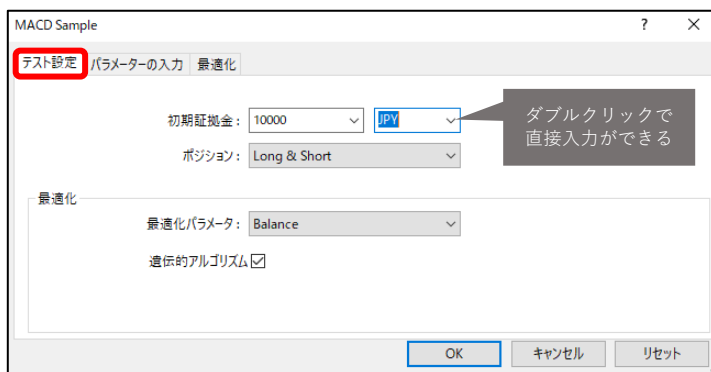 MACD Sample
? ×
テスト設定 パラメーターの入力 最適化
初期証拠金: 10000 JPY
ダブルクリックで
直接入力ができる
ポジション: Long & Short
最適化
最適化パラメータ: Balance
遺伝的アルゴリズム
OK キャンセル リセット